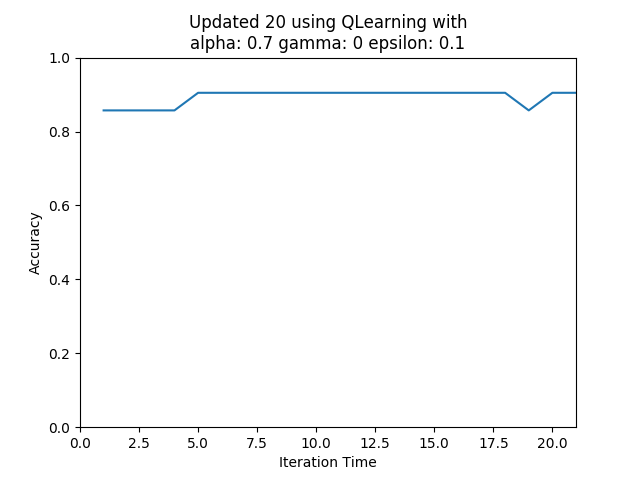 Updated 20 using QLearning with
alpha: 0.7 gamma: 0 epsilon: 0.1
1.0
0.8
0.6
0.4
0.2
0.0
Accuracy
0.0 2.5 5.0 7.5 10.0 12.5 15.0 17.5 20.0
Iteration Time